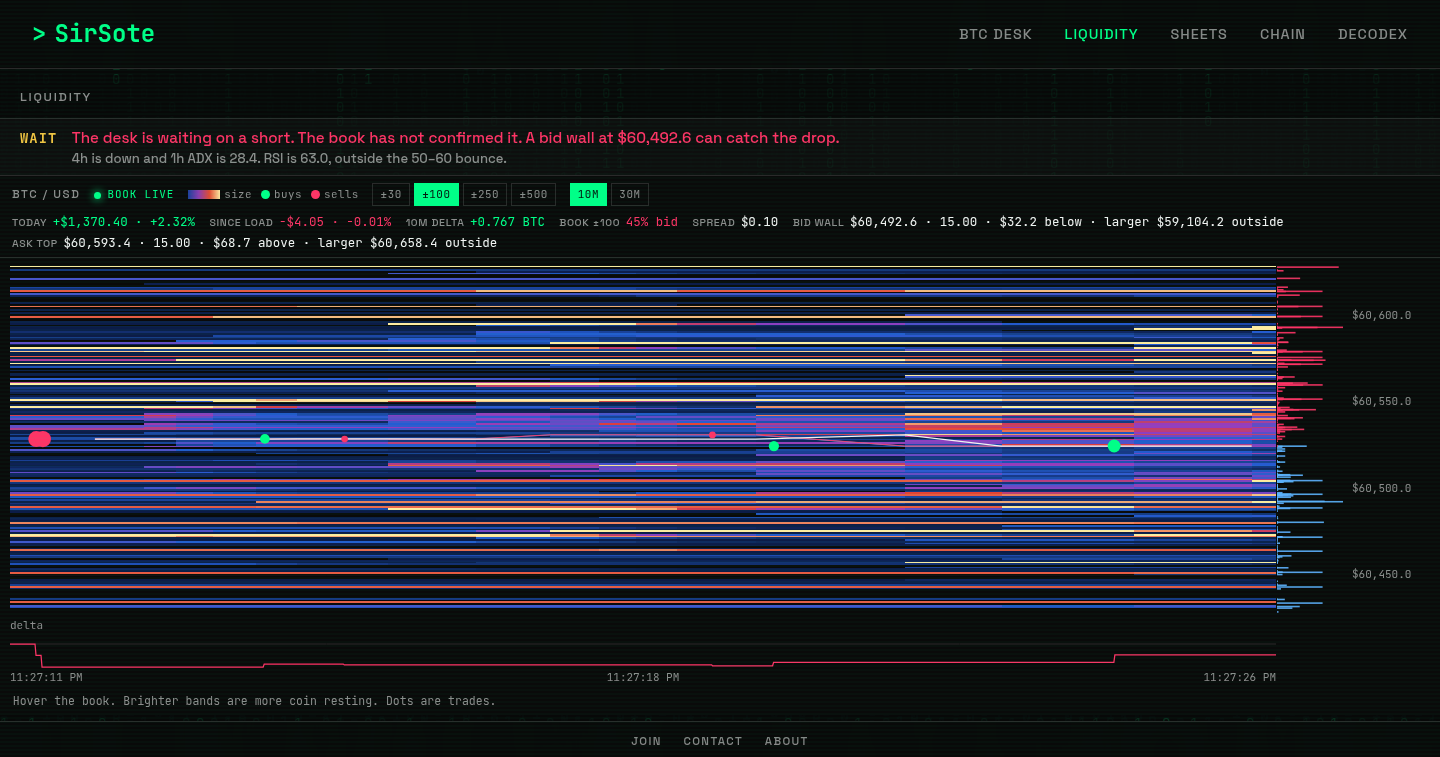 > SirSote
BTC DESK LIQUIDITY SHEETS CHAIN DECODEX
LIQUIDITY
WAIT The desk is waiting on a short. The book has not confirmed it. A bid wall at $60,492.6 can catch the drop.
4h is down and 1h ADX is 28.4. RSI is 63.0, outside the 50–60 bounce.
BTC / USD BOOK LIVE size buys sells ±30 ±100 ±250 ±500 10M 30M
TODAY +$1,370.40 · +2.32% SINCE LOAD -$4.05 · -0.01% 10M DELTA +0.767 BTC BOOK ±100 45% bid SPREAD $0.10 BID WALL $60,492.6 · 15.00 · $32.2 below · larger $59,104.2 outside
ASK TOP $60,593.4 · 15.00 · $68.7 above · larger $60,658.4 outside
$60,600.0
$60,550.0
$60,500.0
$60,450.0
delta
11:27:11 PM 11:27:18 PM 11:27:26 PM
Hover the book. Brighter bands are more coin resting. Dots are trades.
JOIN CONTACT ABOUT